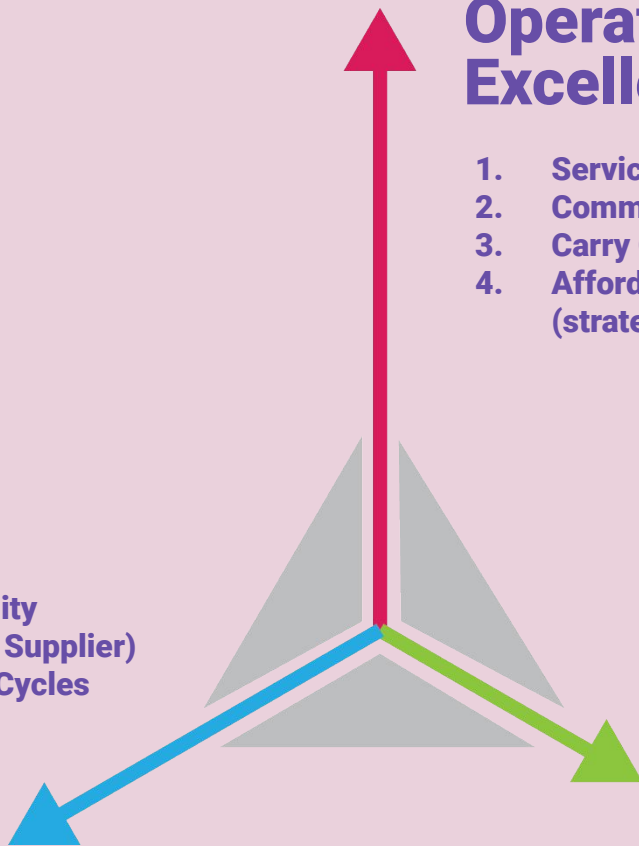 Operat
Excelle
1. Servic
2. Comm
3. Carry
4. Afford
(strate
ity
Supplier)
Cycles